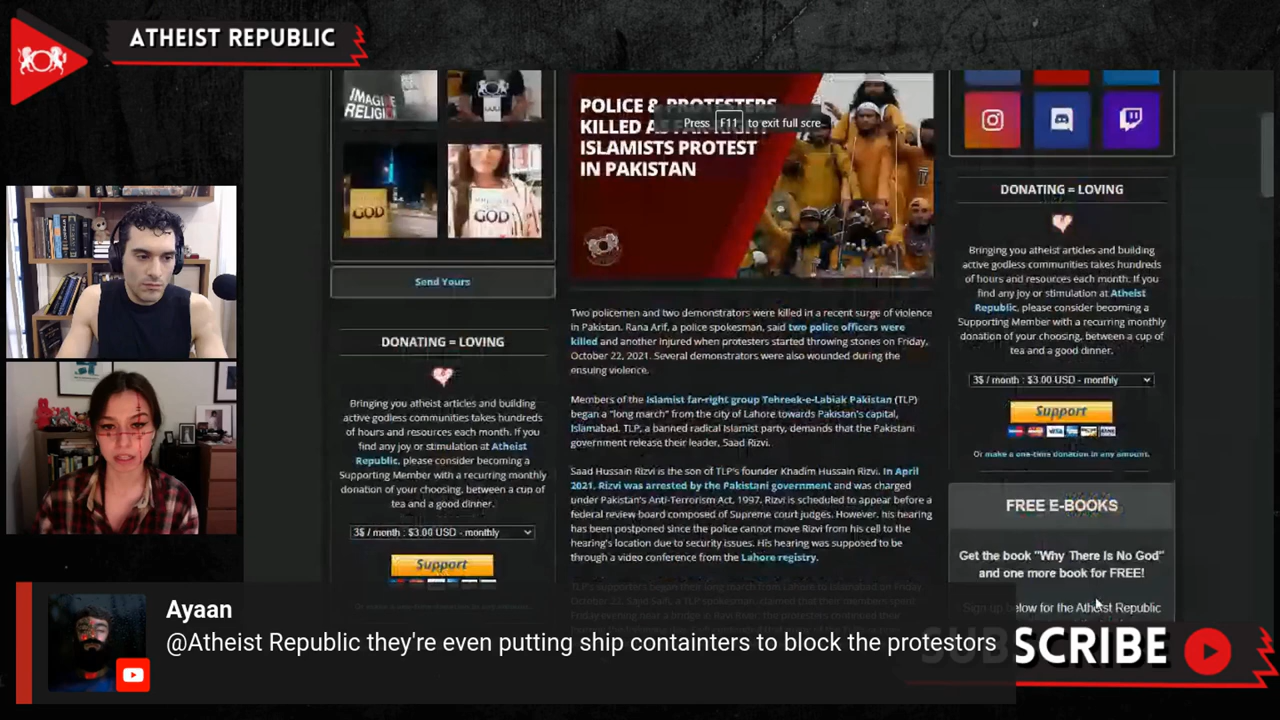 ATHEIST REPUBLIC
IMAGINE
RELIGI
GOD
GOD
Send Yours
DONATING = LOVING
Bringing you atheist articles and building
active godless communities takes hundreds
of hours and resources each month. If you
find any joy or stimulation at Atheist
Republic, please consider becoming a
Supporting Member with a recurring monthly
donation of your choosing, between a cup of
tea and a good dinner.
3$ / month : $3.00 USD - monthly
Support
POLICE & PROTESTERS
KILLED AS FAR RIGHT
ISLAMISTS PROTEST
IN PAKISTAN
Press F11 to exit full scre
Two policemen and two demonstrators were killed in a recent surge of violence
in Pakistan. Rana Arif, a police spokesman, said two police officers were
killed and another injured when protesters started throwing stones on Friday,
October 22, 2021. Several demonstrators were also wounded during the
ensuing violence.
Members of the Islamist far-right group Tehreek-e-Labiak Pakistan (TLP)
began a "long march" from the city of Lahore towards Pakistan's capital,
Islamabad. TLP, a banned radical Islamist party, demands that the Pakistani
government release their leader, Saad Rizvi.
Saad Hussain Rizvi is the son of TLP's founder Khadim Hussain Rizvi. In April
2021, Rizvi was arrested by the Pakistani government and was charged
under Pakistan's Anti-Terrorism Act, 1997. Rizvi is scheduled to appear before a
federal review board composed of Supreme court judges. However, his hearing
has been postponed since the police cannot move Rizvi from his cell to the
hearing's location due to security issues. His hearing was supposed to be
through a video conference from the Lahore registry.
DONATING = LOVING
Bringing you atheist articles and building
active godless communities takes hundreds
of hours and resources each month. If you
find any joy or stimulation at Atheist
Republic, please consider becoming a
Supporting Member with a recurring monthly
donation of your choosing, between a cup of
tea and a good dinner.
3$ / month : $3.00 USD - monthly
Support
Or make a one-time donation in any amount.
FREE E-BOOKS
Get the book "Why There Is No God"
and one more book for FREE!
Sign up below for the Atheist Republic
SUBSCRIBE
Ayaan
@Atheist Republic they're even putting ship containters to block the protestors